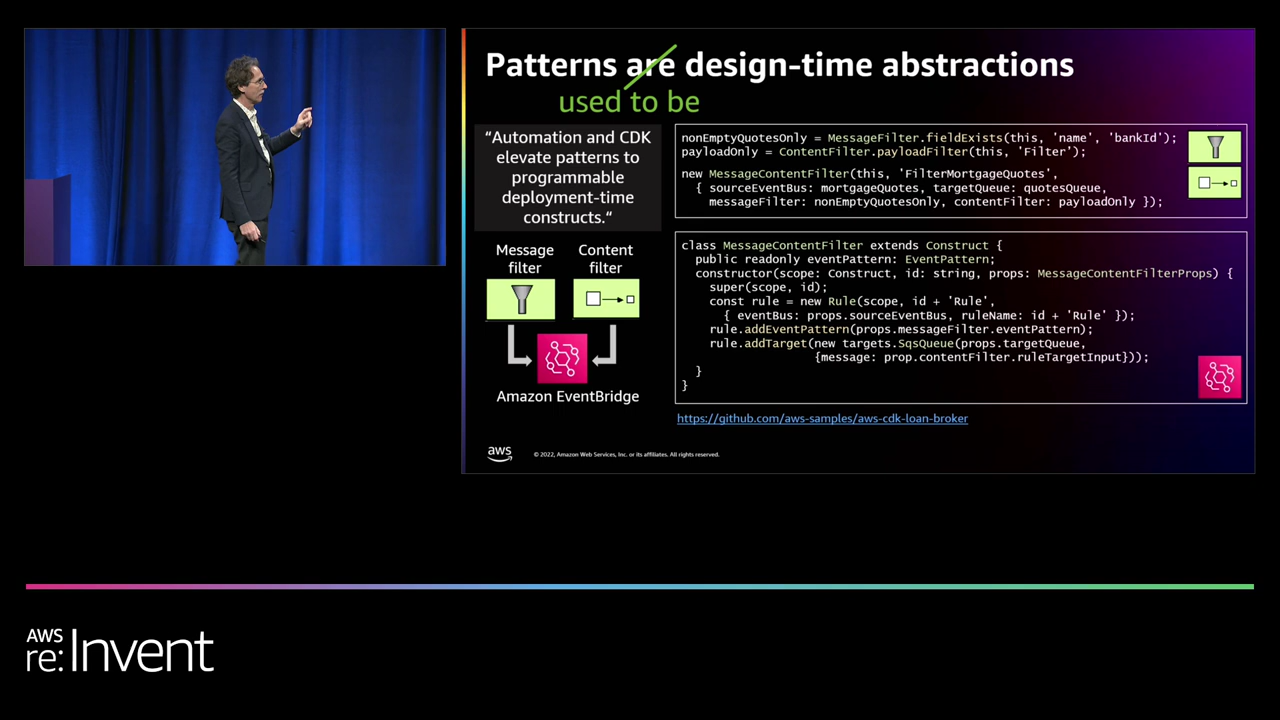 Patterns are design-time abstractions
used to be
“Automation and CDK
elevate patterns to
programmable
deployment-time
constructs.“
Message
filter
Content
filter
Amazon EventBridge
nonEmptyQuotesOnly = MessageFilter.fieldExists(this, 'name', 'bankId');
payloadOnly = ContentFilter.payloadFilter(this, 'Filter');
new MessageContentFilter(this, 'FilterMortgageQuotes',
{ sourceEventBus: mortgageQuotes, targetQueue: quotesQueue,
messageFilter: nonEmptyQuotesOnly, contentFilter: payloadOnly });
class MessageContentFilter extends Construct {
public readonly eventPattern: EventPattern;
constructor(scope: Construct, id: string, props: MessageContentFilterProps) {
super(scope, id);
const rule = new Rule(scope, id + 'Rule',
{ eventBus: props.sourceEventBus, ruleName: id + 'Rule' });
rule.addEventPattern(props.messageFilter.eventPattern);
rule.addTarget(new targets.SqsQueue(props.targetQueue,
{message: prop.contentFilter.ruleTargetInput}));
}
}
https://github.com/aws-samples/aws-cdk-loan-broker
aws
© 2022, Amazon Web Services, Inc. or its affiliates. All rights reserved.
AWS
re:Invent